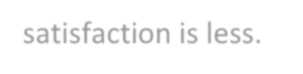 satisfaction is less.